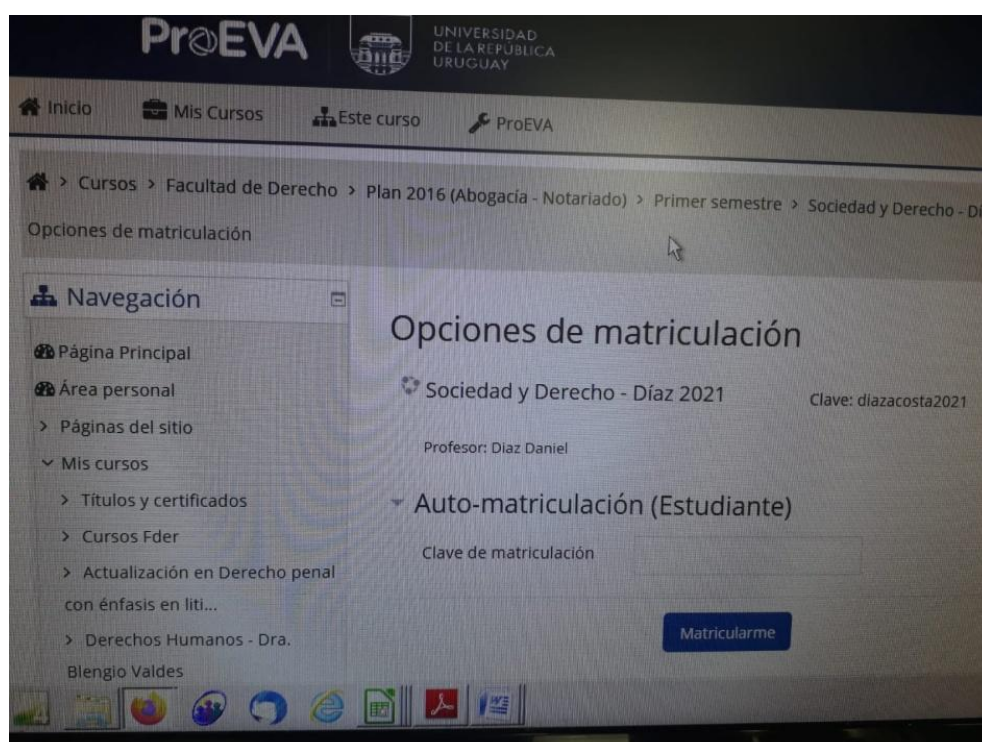 ProEVA
UNIVERSIDAD
DE LA REPÚBLICA
URUGUAY
Inicio Mis Cursos Este curso ProEVA
> Cursos > Facultad de Derecho > Plan 2016 (Abogacía - Notariado) > Primer semestre > Sociedad y Derecho - Dí
Opciones de matriculación
Navegación
Página Principal
Área personal
> Páginas del sitio
Mis cursos
> Títulos y certificados
> Cursos Fder
> Actualización en Derecho penal
con énfasis en liti...
> Derechos Humanos - Dra.
Blengio Valdes
Opciones de matriculación
Sociedad y Derecho - Díaz 2021
Clave: diazacosta2021
Profesor: Diaz Daniel
Auto-matriculación (Estudiante)
Clave de matriculación
Matricularme